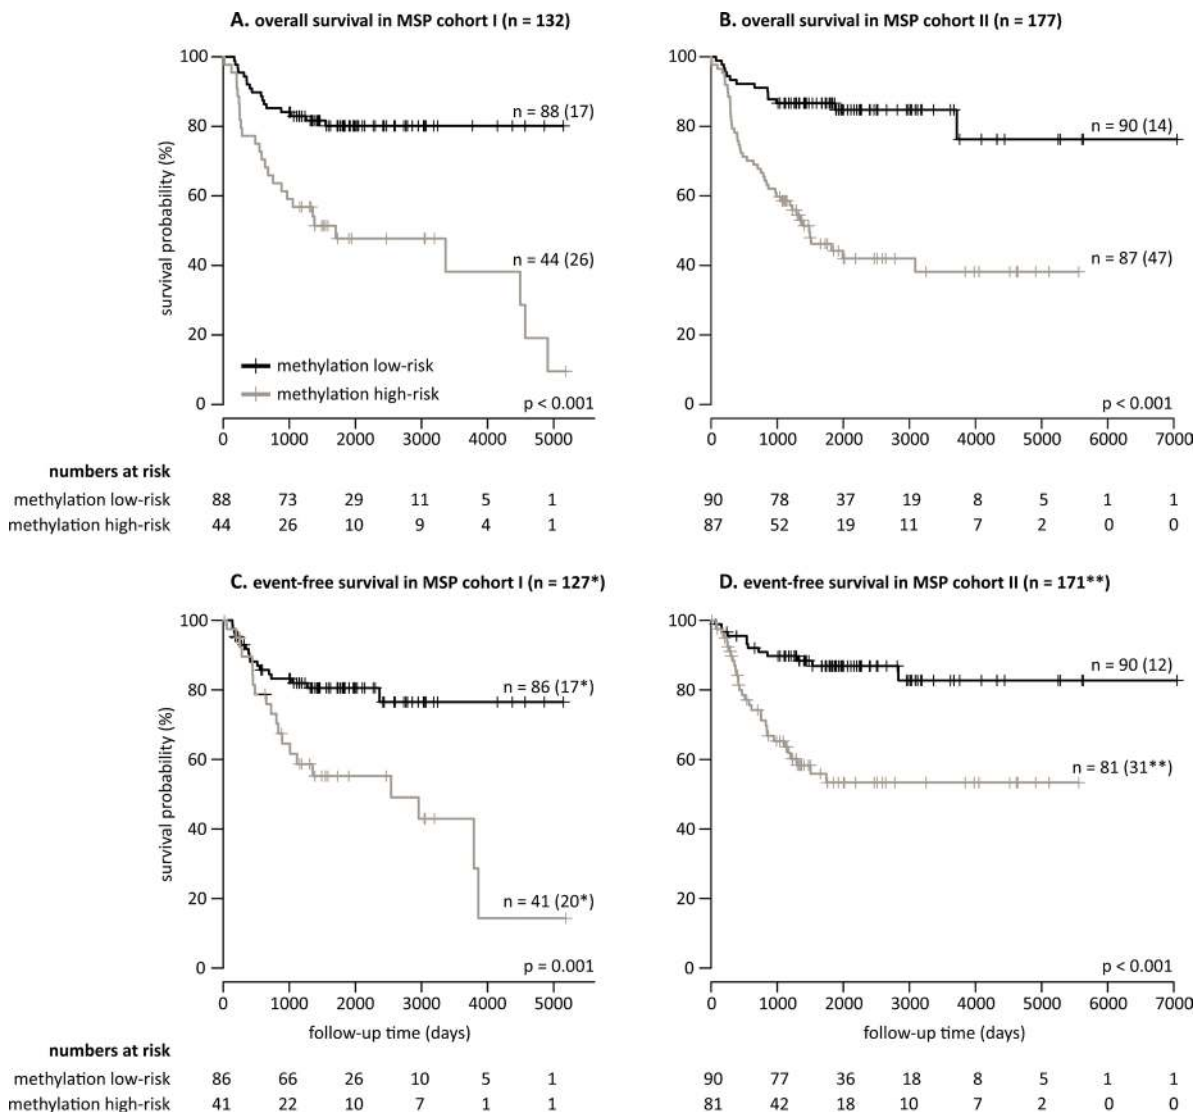 A. overall survival in MSP cohort I (n = 132)
B. overall survival in MSP cohort II (n = 177)
survival probability (%)
100
80
60
40
20
0
n = 88 (17)
n = 44 (26)
methylation low-risk
methylation high-risk
p < 0.001
0 1000 2000 3000 4000 5000
100
80
60
40
20
0
n = 90 (14)
n = 87 (47)
p < 0.001
0 1000 2000 3000 4000 5000 6000 7000
numbers at risk
methylation low-risk 88 73 29 11 5 1 90 78 37 19 8 5 1 1
methylation high-risk 44 26 10 9 4 1 87 52 19 11 7 2 0 0
C. event-free survival in MSP cohort I (n = 127*)
D. event-free survival in MSP cohort II (n = 171**)
survival probability (%)
100
80
60
40
20
0
n = 86 (17*)
n = 41 (20*)
p = 0.001
0 1000 2000 3000 4000 5000
follow-up time (days)
100
80
60
40
20
0
n = 90 (12)
n = 81 (31**)
p < 0.001
0 1000 2000 3000 4000 5000 6000 7000
follow-up time (days)
numbers at risk
methylation low-risk 86 66 26 10 5 1 90 77 36 18 8 5 1 1
methylation high-risk 41 22 10 7 1 1 81 42 18 10 7 2 0 0